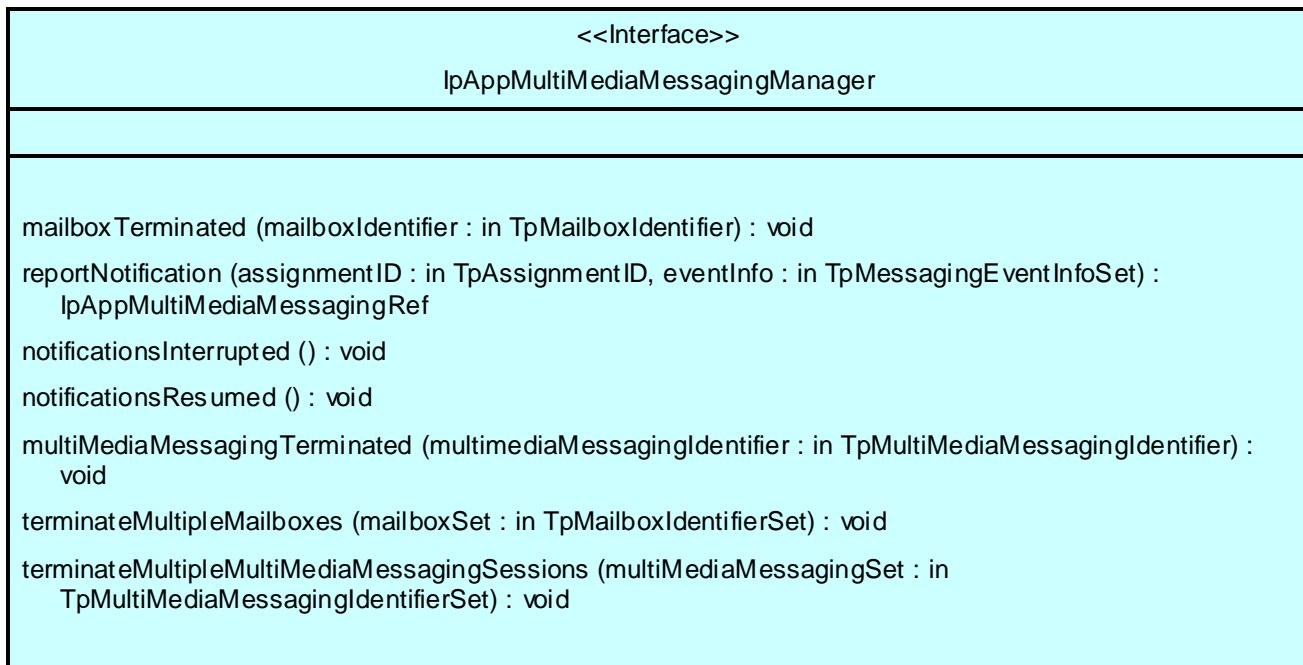 <<Interface>>
IpAppMultiMediaMessagingManager
mailboxTerminated (mailboxIdentifier : in TpMailboxIdentifier) : void
reportNotification (assignmentID : in TpAssignmentID, eventInfo : in TpMessagingEventInfoSet) :
IpAppMultiMediaMessagingRef
notificationsInterrupted () : void
notificationsResumed () : void
multiMediaMessagingTerminated (multimediaMessagingIdentifier : in TpMultiMediaMessagingIdentifier) :
void
terminateMultipleMailboxes (mailboxSet : in TpMailboxIdentifierSet) : void
terminateMultipleMultiMediaMessagingSessions (multiMediaMessagingSet : in
TpMultiMediaMessagingIdentifierSet) : void